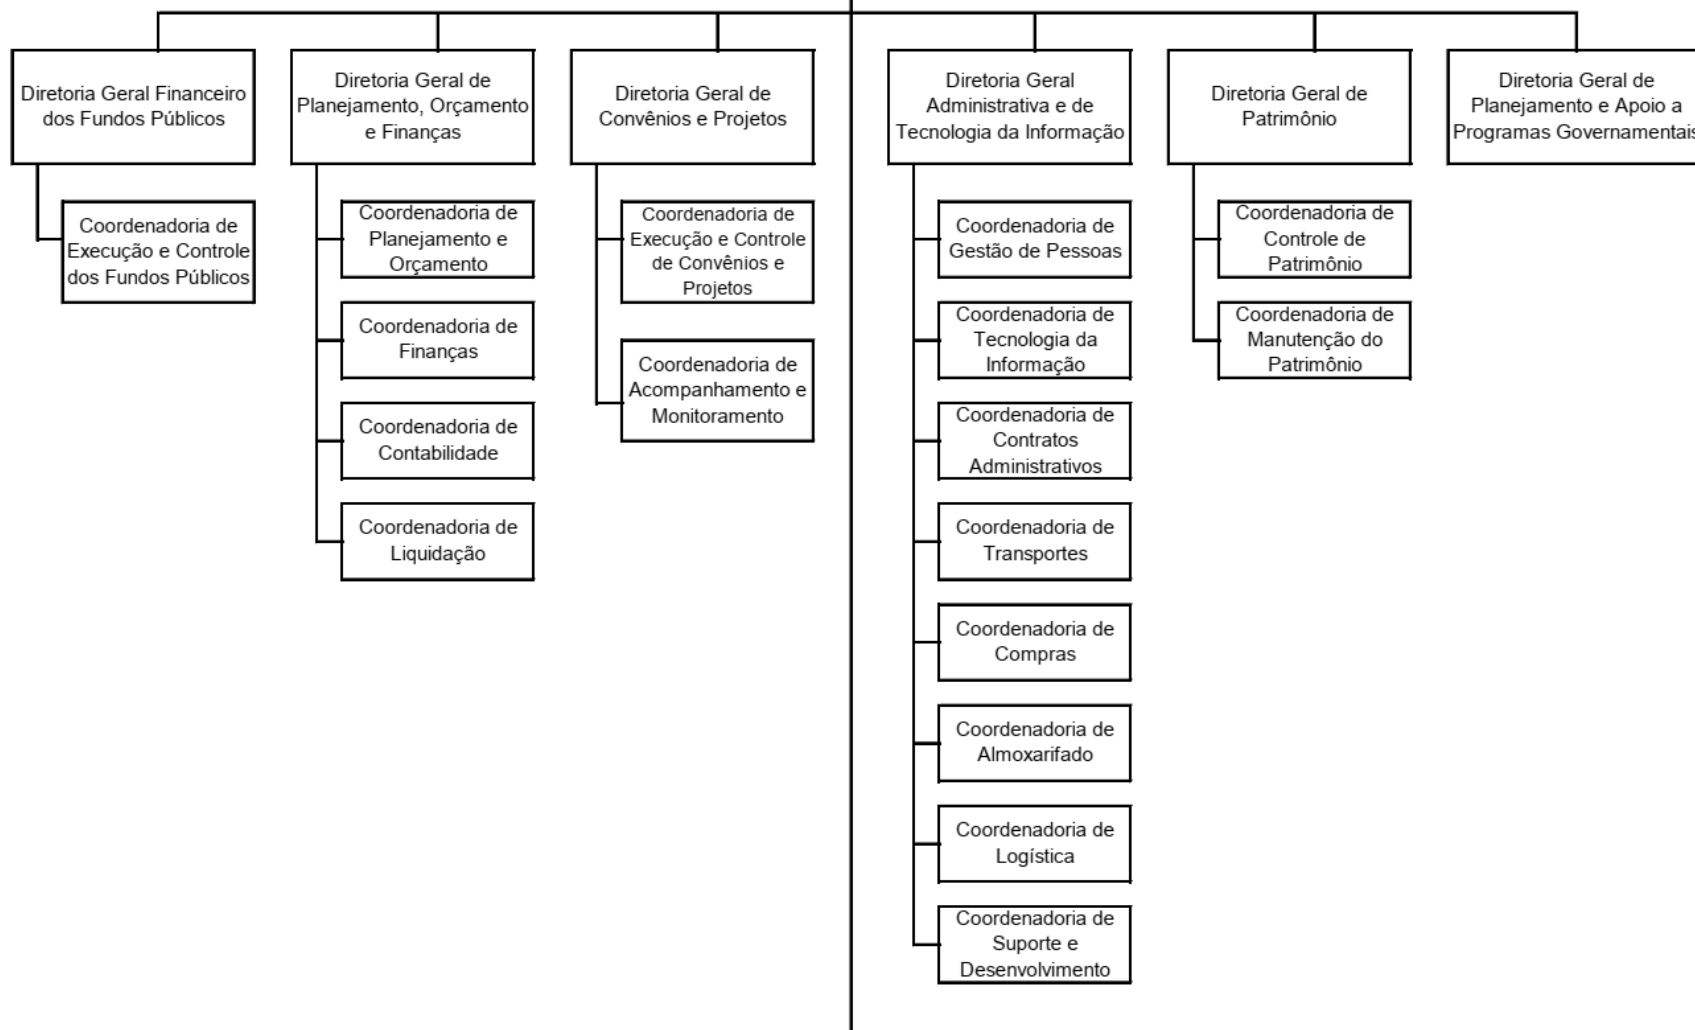 Diretoria Geral Financeiro
dos Fundos Públicos
Coordenadoria de
Execução e Controle
dos Fundos Públicos
Diretoria Geral de
Planejamento, Orçamento
e Finanças
Coordenadoria de
Planejamento e
Orçamento
Coordenadoria de
Finanças
Coordenadoria de
Contabilidade
Coordenadoria de
Liquidação
Diretoria Geral de
Convênios e Projetos
Coordenadoria de
Execução e Controle
de Convênios e
Projetos
Coordenadoria de
Acompanhamento e
Monitoramento
Diretoria Geral
Administrativa e de
Tecnologia da Informação
Coordenadoria de
Gestão de Pessoas
Coordenadoria de
Tecnologia da
Informação
Coordenadoria de
Contratos
Administrativos
Coordenadoria de
Transportes
Coordenadoria de
Compras
Coordenadoria de
Almoxarifado
Coordenadoria de
Logística
Coordenadoria de
Suporte e
Desenvolvimento
Diretoria Geral de
Patrimônio
Coordenadoria de
Controle de
Patrimônio
Coordenadoria de
Manutenção do
Patrimônio
Diretoria Geral de
Planejamento e Apoio a
Programas Governamentais